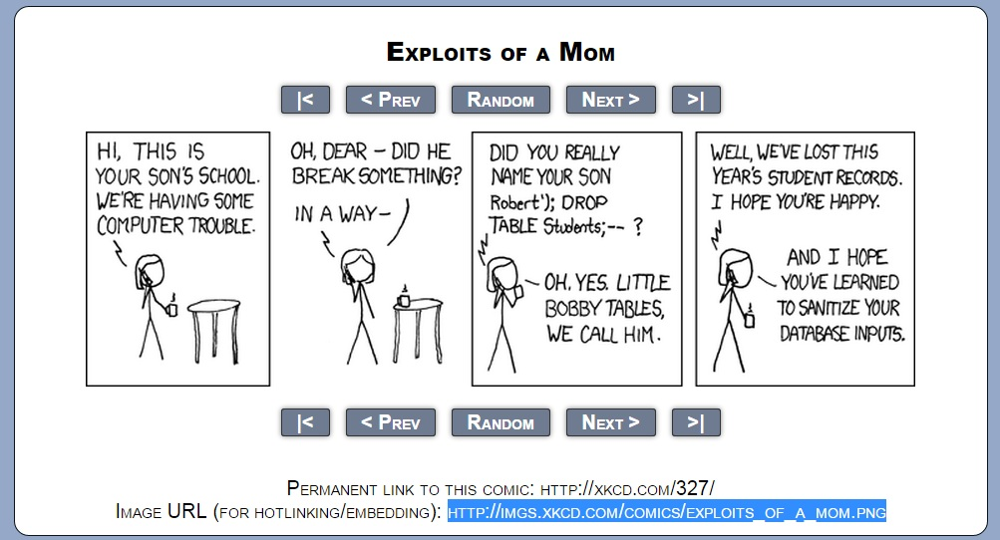 Exploits of a Mom
|<
< Prev
Random
Next >
>|
HI, THIS IS
YOUR SON'S SCHOOL.
WE'RE HAVING SOME
COMPUTER TROUBLE.
OH, DEAR – DID HE
BREAK SOMETHING?
IN A WAY–
DID YOU REALLY
NAME YOUR SON
Robert'); DROP
TABLE Students;-- ?
OH. YES. LITTLE
BOBBY TABLES,
WE CALL HIM.
WELL, WE'VE LOST THIS
YEAR'S STUDENT RECORDS.
I HOPE YOU'RE HAPPY.
AND I HOPE
YOU'VE LEARNED
TO SANITIZE YOUR
DATABASE INPUTS.
|<
< Prev
Random
Next >
>|
Permanent link to this comic: http://xkcd.com/327/
Image URL (for hotlinking/embedding): http://imgs.xkcd.com/comics/exploits_of_a_mom.png